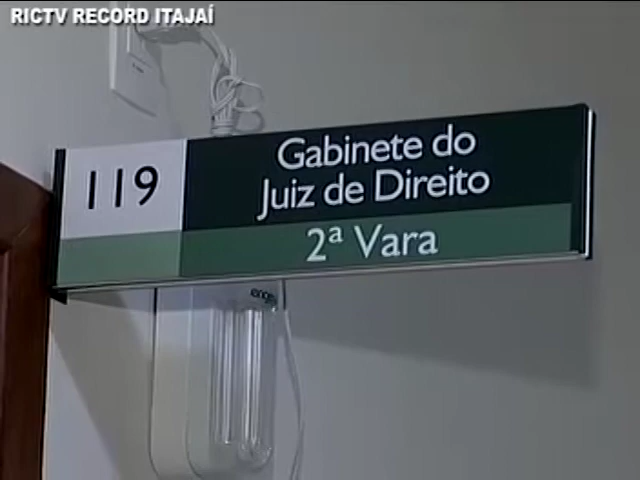 RICTV RECORD ITAJAÍ
119
Gabinete do
Juiz de Direito
2ª Vara